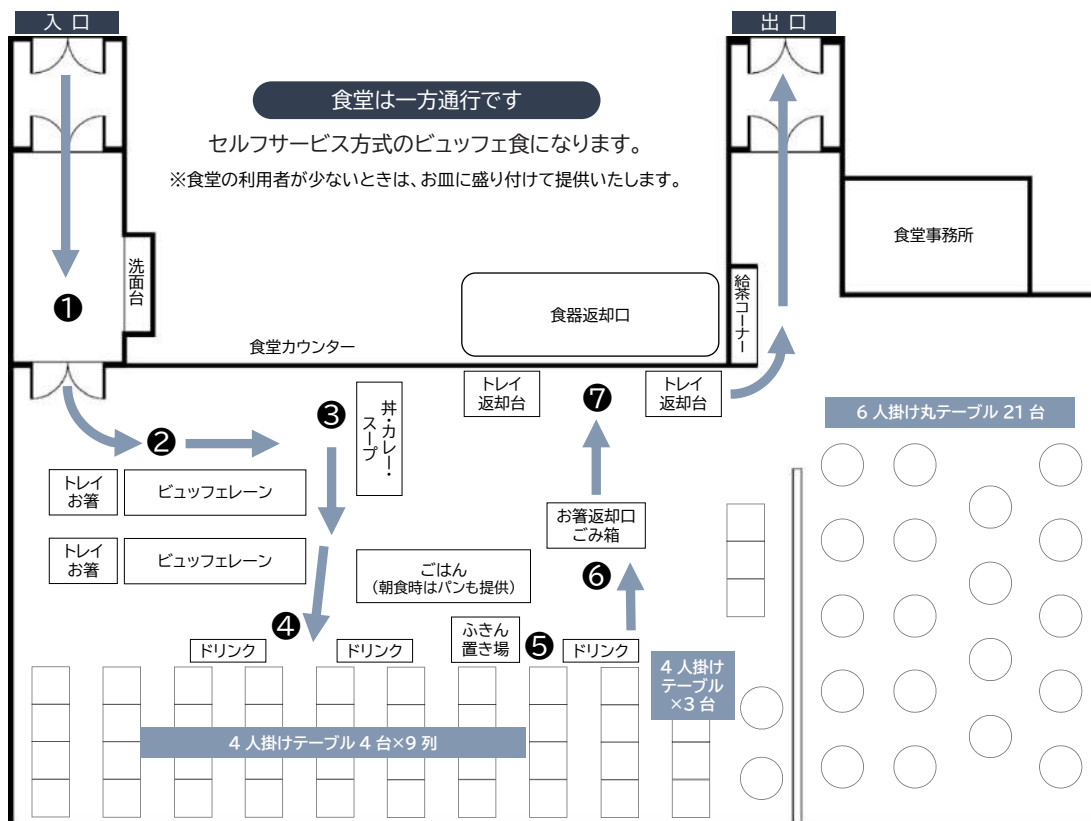 入口
出口
食堂は一方通行です
セルフサービス方式のビュッフェ食になります。
※食堂の利用者が少ないときは、お皿に盛り付けて提供いたします。
食堂事務所
洗面台
給茶コーナー
❶
食器返却口
食堂カウンター
トレイ
返却台
トレイ
返却台
❼
❸
丼・カレー・
スープ
6人掛け丸テーブル 21台
❷
トレイ
お箸
ビュッフェレーン
お箸返却口
ごみ箱
トレイ
お箸
ビュッフェレーン
ごはん
(朝食時はパンも提供)
❻
❹
ふきん
置き場
❺
ドリンク
ドリンク
ドリンク
4人掛け
テーブル
×3台
4人掛けテーブル 4台×9列